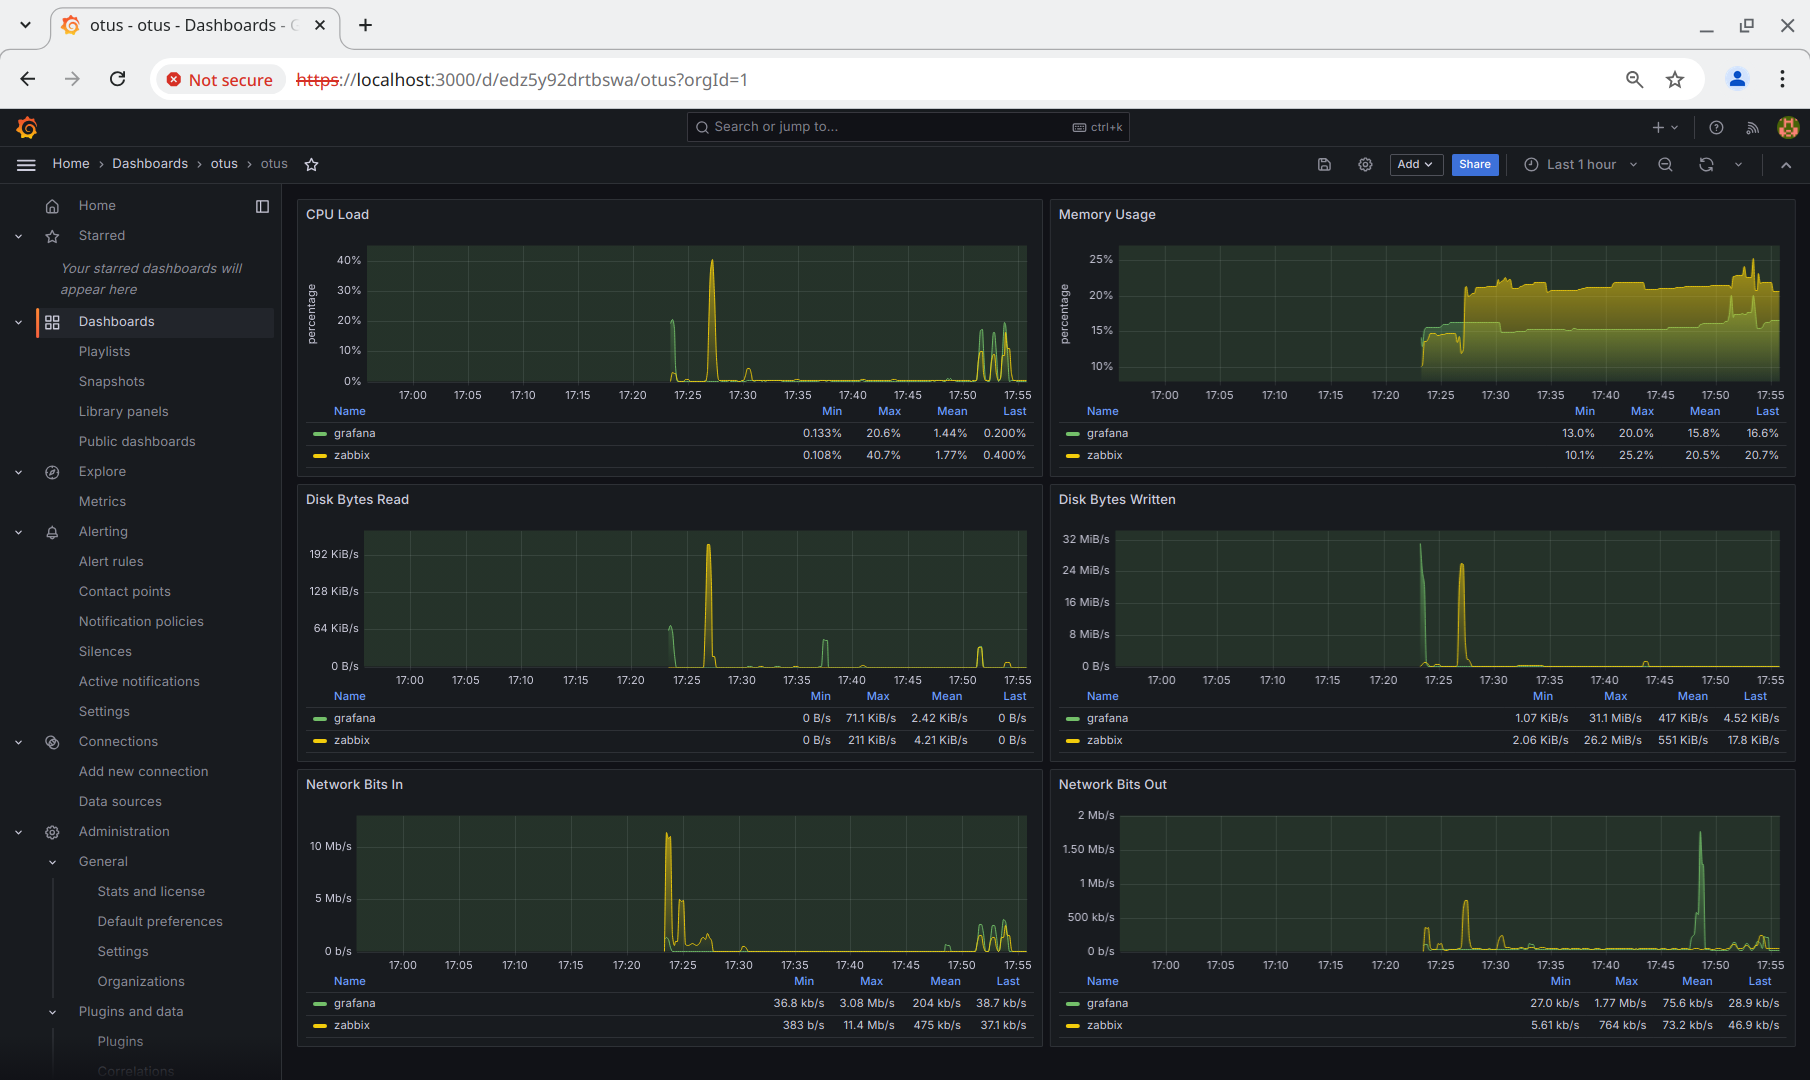 otus - otus - Dashboards - G
Not secure https://localhost:3000/d/edz5y92drtbswa/otus?orgId=1
Search or jump to... ctrl+k
Home › Dashboards › otus › otus
Add Share Last 1 hour
Home
Starred
Your starred dashboards will
appear here
Dashboards
Playlists
Snapshots
Library panels
Public dashboards
Explore
Metrics
Alerting
Alert rules
Contact points
Notification policies
Silences
Active notifications
Settings
Connections
Add new connection
Data sources
Administration
General
Stats and license
Default preferences
Settings
Organizations
Plugins and data
Plugins
Correlations
CPU Load
percentage
40%
30%
20%
10%
0%
17:00 17:05 17:10 17:15 17:20 17:25 17:30 17:35 17:40 17:45 17:50 17:55
Name Min Max Mean Last
grafana 0.133% 20.6% 1.44% 0.200%
zabbix 0.108% 40.7% 1.77% 0.400%
Memory Usage
percentage
25%
20%
15%
10%
17:00 17:05 17:10 17:15 17:20 17:25 17:30 17:35 17:40 17:45 17:50 17:55
Name Min Max Mean Last
grafana 13.0% 20.0% 15.8% 16.6%
zabbix 10.1% 25.2% 20.5% 20.7%
Disk Bytes Read
192 KiB/s
128 KiB/s
64 KiB/s
0 B/s
17:00 17:05 17:10 17:15 17:20 17:25 17:30 17:35 17:40 17:45 17:50 17:55
Name Min Max Mean Last
grafana 0 B/s 71.1 KiB/s 2.42 KiB/s 0 B/s
zabbix 0 B/s 211 KiB/s 4.21 KiB/s 0 B/s
Disk Bytes Written
32 MiB/s
24 MiB/s
16 MiB/s
8 MiB/s
0 B/s
17:00 17:05 17:10 17:15 17:20 17:25 17:30 17:35 17:40 17:45 17:50 17:55
Name Min Max Mean Last
grafana 1.07 KiB/s 31.1 MiB/s 417 KiB/s 4.52 KiB/s
zabbix 2.06 KiB/s 26.2 MiB/s 551 KiB/s 17.8 KiB/s
Network Bits In
10 Mb/s
5 Mb/s
0 b/s
17:00 17:05 17:10 17:15 17:20 17:25 17:30 17:35 17:40 17:45 17:50 17:55
Name Min Max Mean Last
grafana 36.8 kb/s 3.08 Mb/s 204 kb/s 38.7 kb/s
zabbix 383 b/s 11.4 Mb/s 475 kb/s 37.1 kb/s
Network Bits Out
2 Mb/s
1.50 Mb/s
1 Mb/s
500 kb/s
0 b/s
17:00 17:05 17:10 17:15 17:20 17:25 17:30 17:35 17:40 17:45 17:50 17:55
Name Min Max Mean Last
grafana 27.0 kb/s 1.77 Mb/s 75.6 kb/s 28.9 kb/s
zabbix 5.61 kb/s 764 kb/s 73.2 kb/s 46.9 kb/s